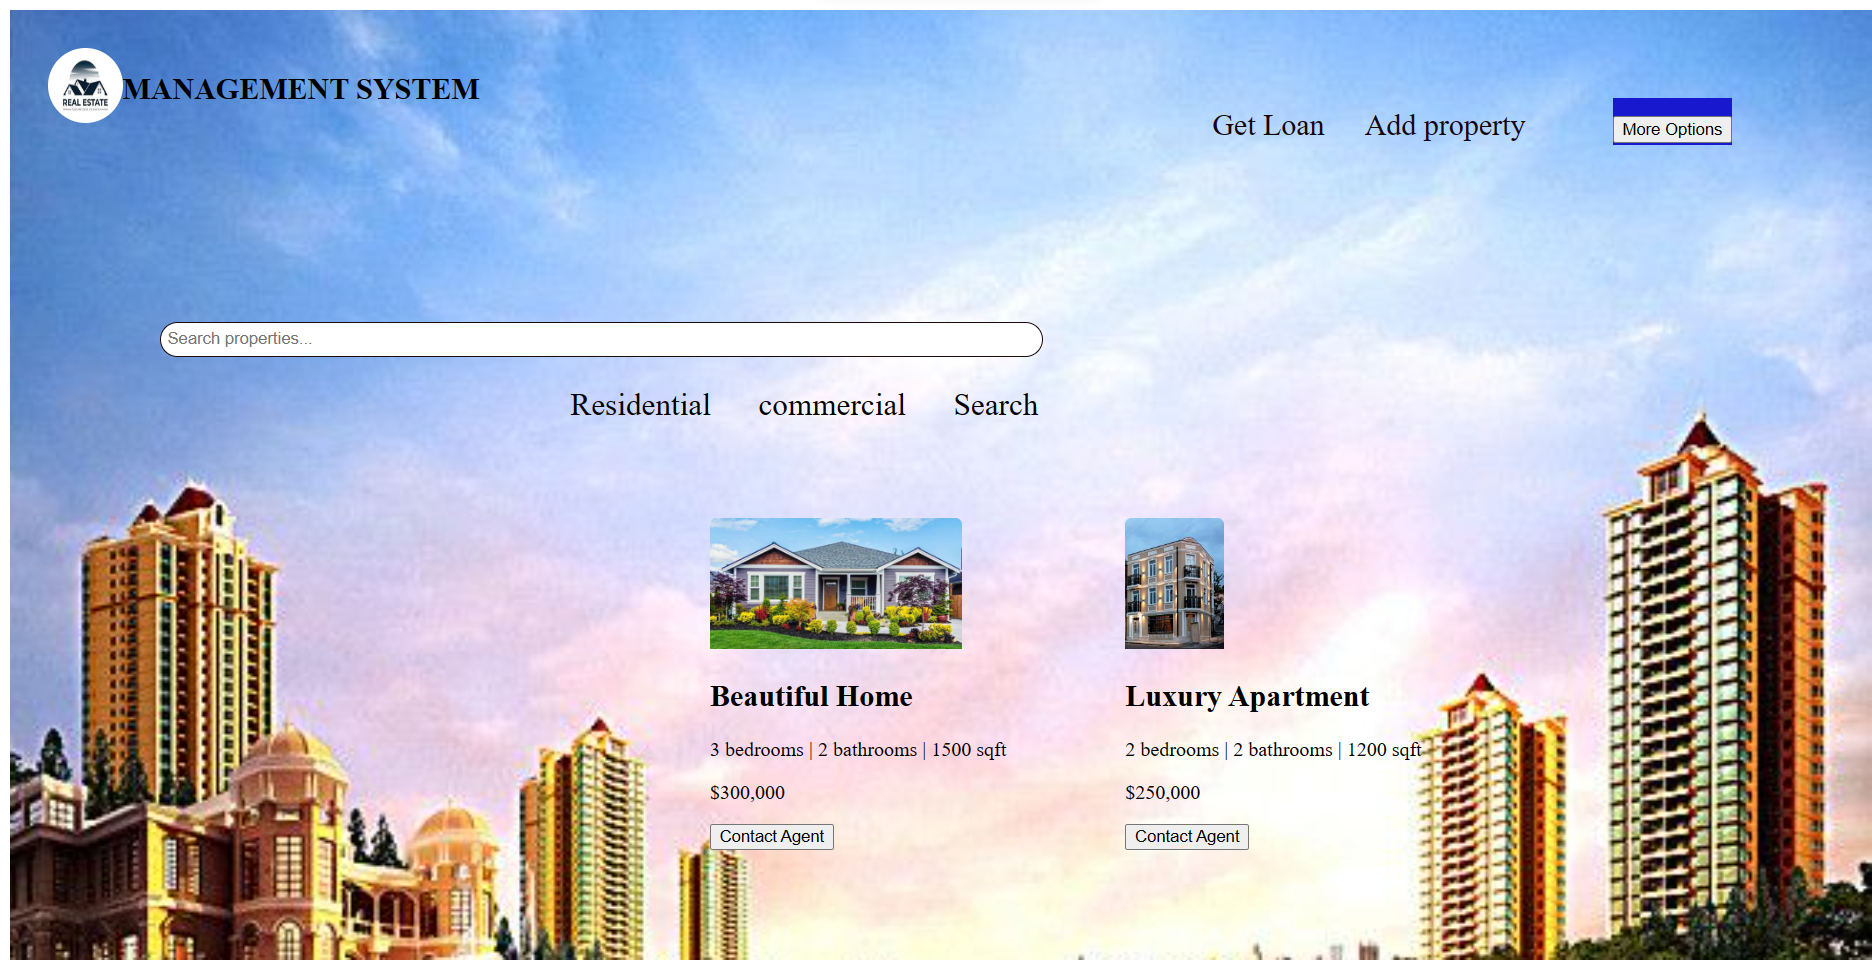 REAL ESTATE
MANAGEMENT SYSTEM
Get Loan Add property More Options
Search properties...
Residential commercial Search
Beautiful Home
3 bedrooms | 2 bathrooms | 1500 sqft
$300,000
Contact Agent
Luxury Apartment
2 bedrooms | 2 bathrooms | 1200 sqft
$250,000
Contact Agent